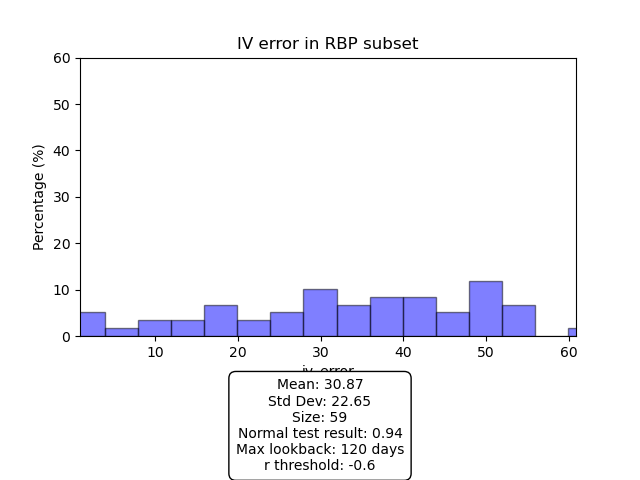 IV error in RBP subset
60
50
40
30
20
10
0
Percentage (%)
10 20 30 40 50 60
iv_error
Mean: 30.87
Std Dev: 22.65
Size: 59
Normal test result: 0.94
Max lookback: 120 days
r threshold: -0.6